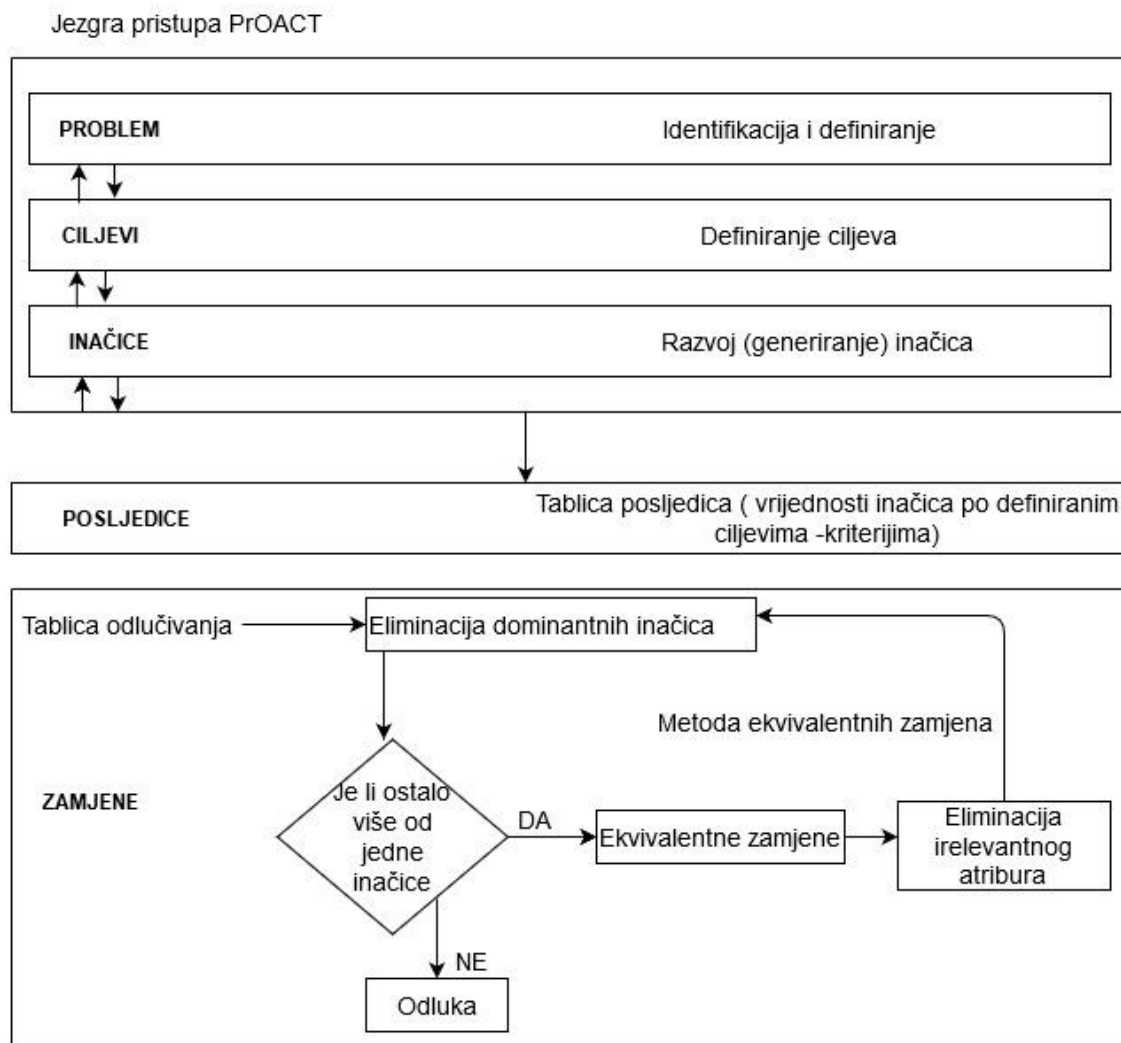 Jezgra pristupa PrOACT
PROBLEM
Identifikacija i definiranje
CILJEVI
Definiranje ciljeva
INAČICE
Razvoj (generiranje) inačica
POSLJEDICE
Tablica posljedica ( vrijednosti inačica po definiranim
ciljevima -kriterijima)
Tablica odlučivanja
Eliminacija dominantnih inačica
Metoda ekvivalentnih zamjena
ZAMJENE
Je li ostalo
više od
jedne
inačice
DA
Ekvivalentne zamjene
Eliminacija
irelevantnog
atribura
NE
Odluka